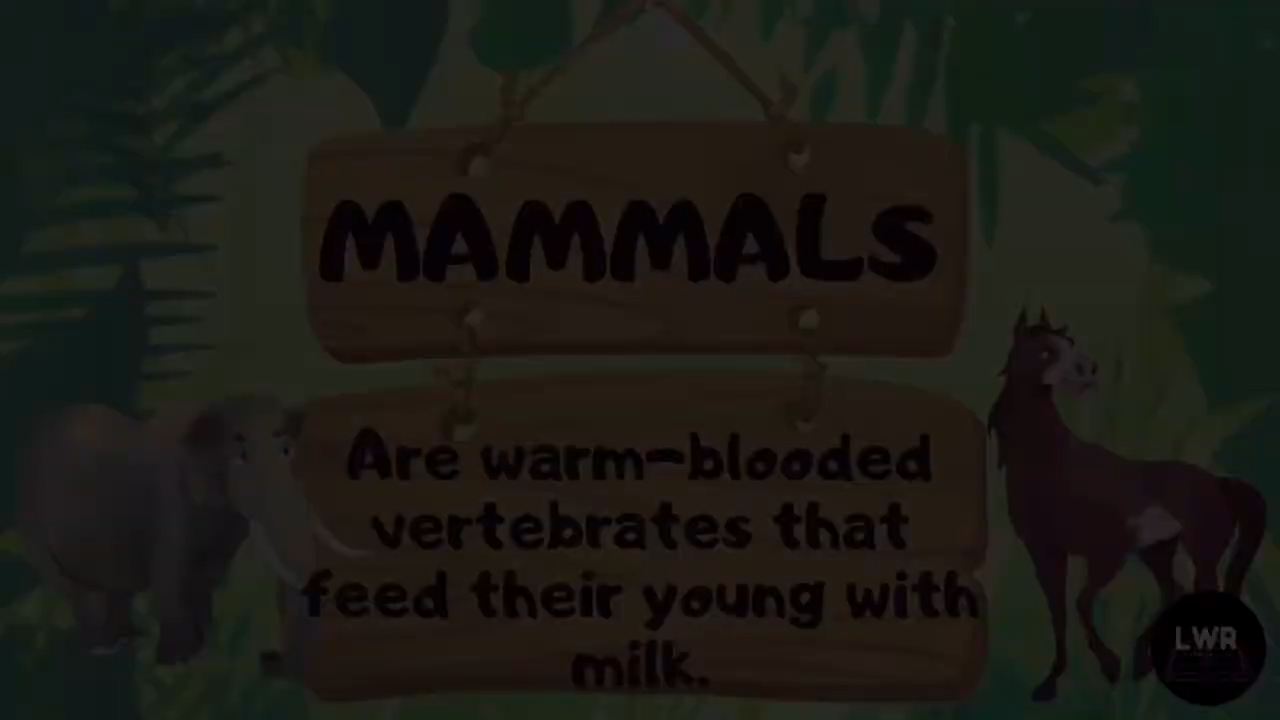 MAMMALS
Are warm-blooded
vertebrates that
feed their young with
milk.
LWR